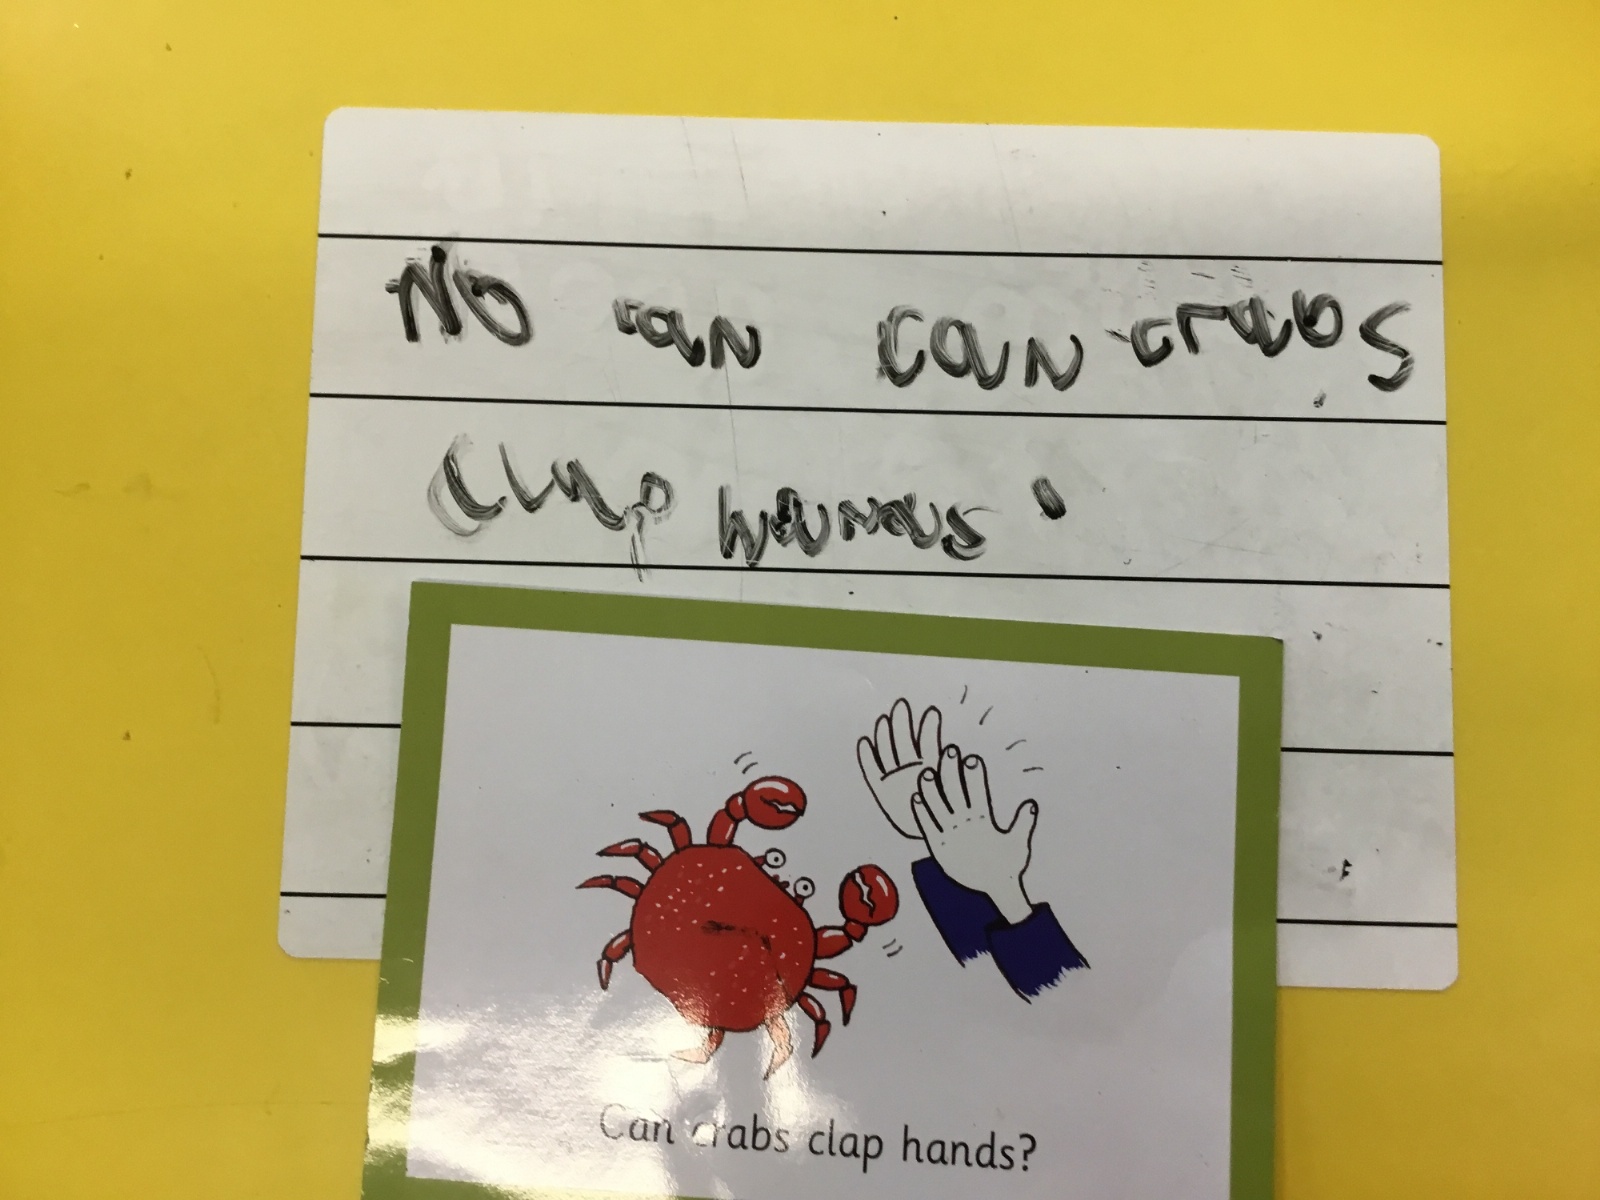 No can can crabs
clap hands.
Can crabs clap hands?